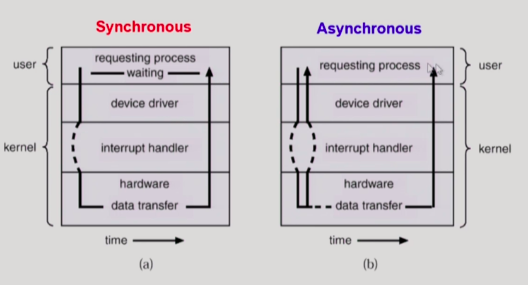 Synchronous
Asynchronous
user
requesting process
waiting
device driver
kernel
interrupt handler
hardware
data transfer
time
(a)
requesting process
user
device driver
interrupt handler
kernel
hardware
data transfer
time
(b)